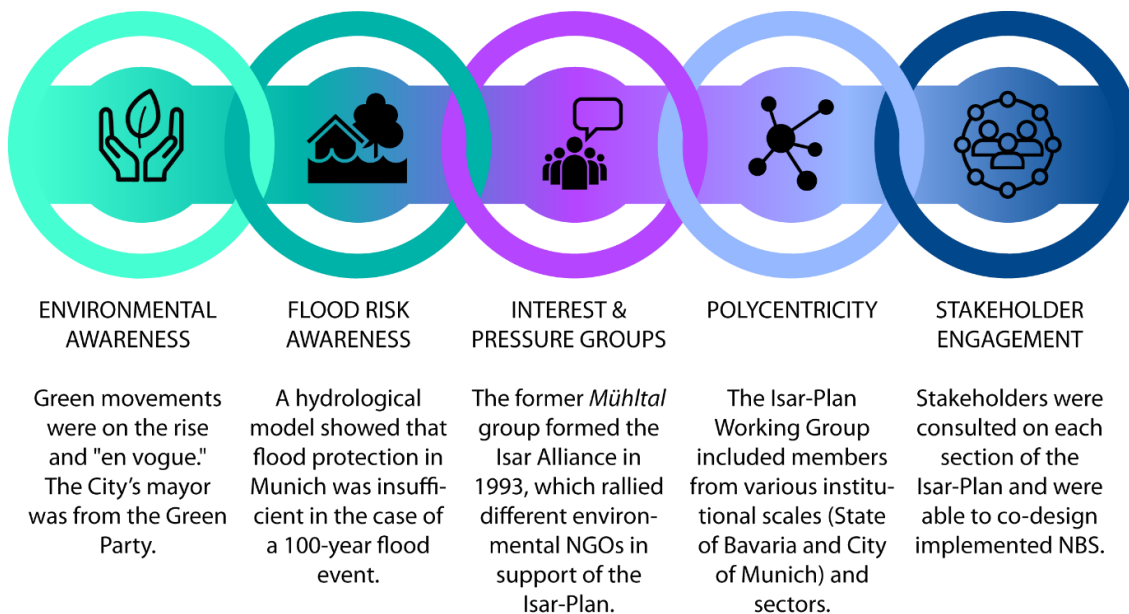 ENVIRONMENTAL
AWARENESS
Green movements
were on the rise
and "en vogue."
The City’s mayor
was from the Green
Party.
FLOOD RISK
AWARENESS
A hydrological
model showed that
flood protection in
Munich was insuffi-
cient in the case of
a 100-year flood
event.
INTEREST &
PRESSURE GROUPS
The former Mühltal
group formed the
Isar Alliance in
1993, which rallied
different environ-
mental NGOs in
support of the
Isar-Plan.
POLYCENTRICITY
The Isar-Plan
Working Group
included members
from various institu-
tional scales (State
of Bavaria and City
of Munich) and
sectors.
STAKEHOLDER
ENGAGEMENT
Stakeholders were
consulted on each
section of the
Isar-Plan and were
able to co-design
implemented NBS.